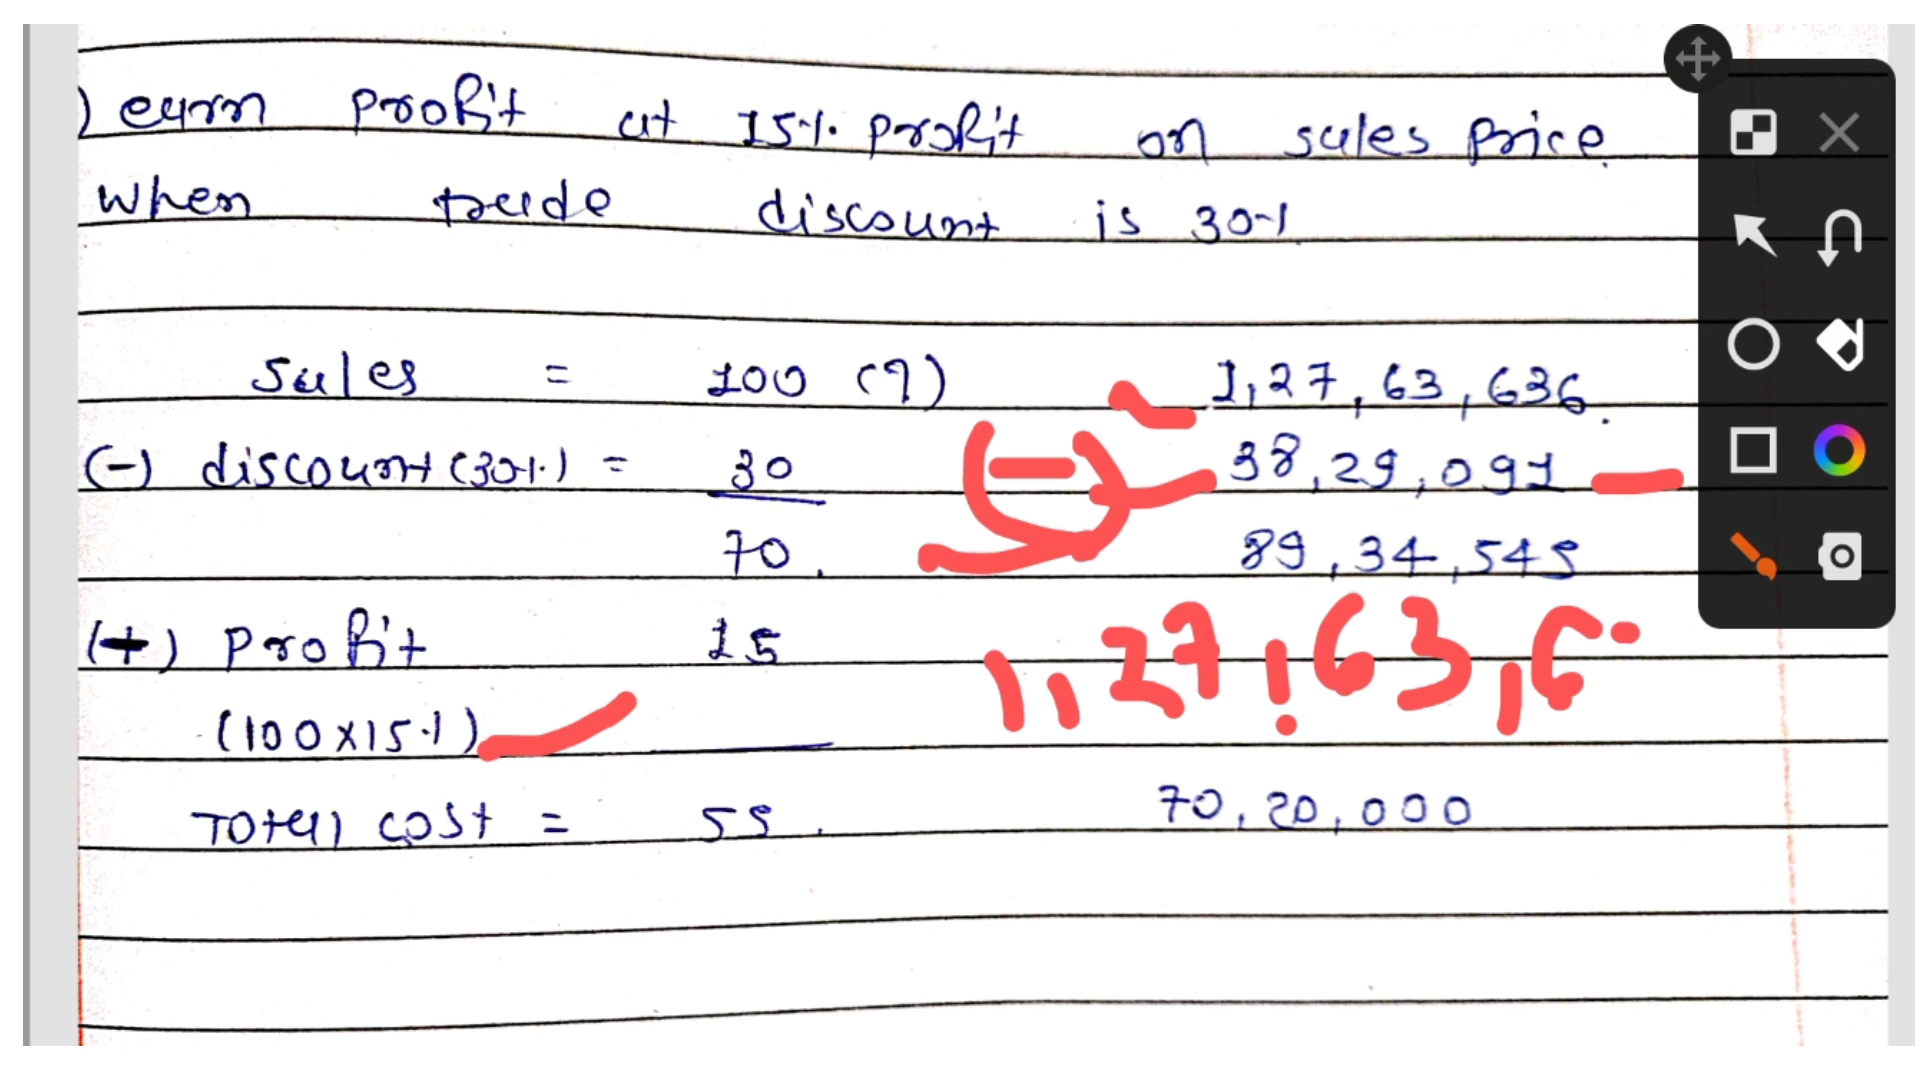 ) earn profit at 15% profit on sales price.
When trade discount is 30%
Sales = 100 (?) 1,27,63,636.
(-) discount (30%) = 30 (-) 38,29,091
70. 89,34,545
(+) Profit 15 1,27,63,6
(100x15%)
Total cost = 55. 70,20,000